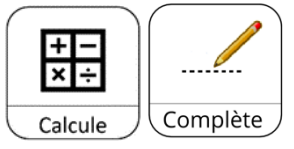 + −
× ÷
Calcule
Complète